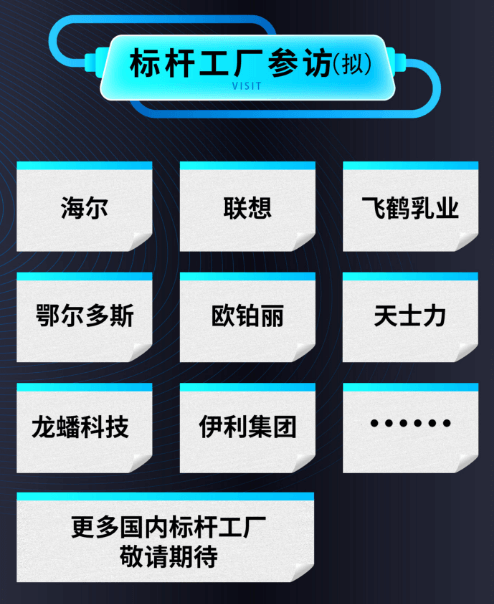 标杆工厂参访(拟)
VISIT
海尔
联想
飞鹤乳业
鄂尔多斯
欧铂丽
天士力
龙蟠科技
伊利集团
••••••
更多国内标杆工厂
敬请期待